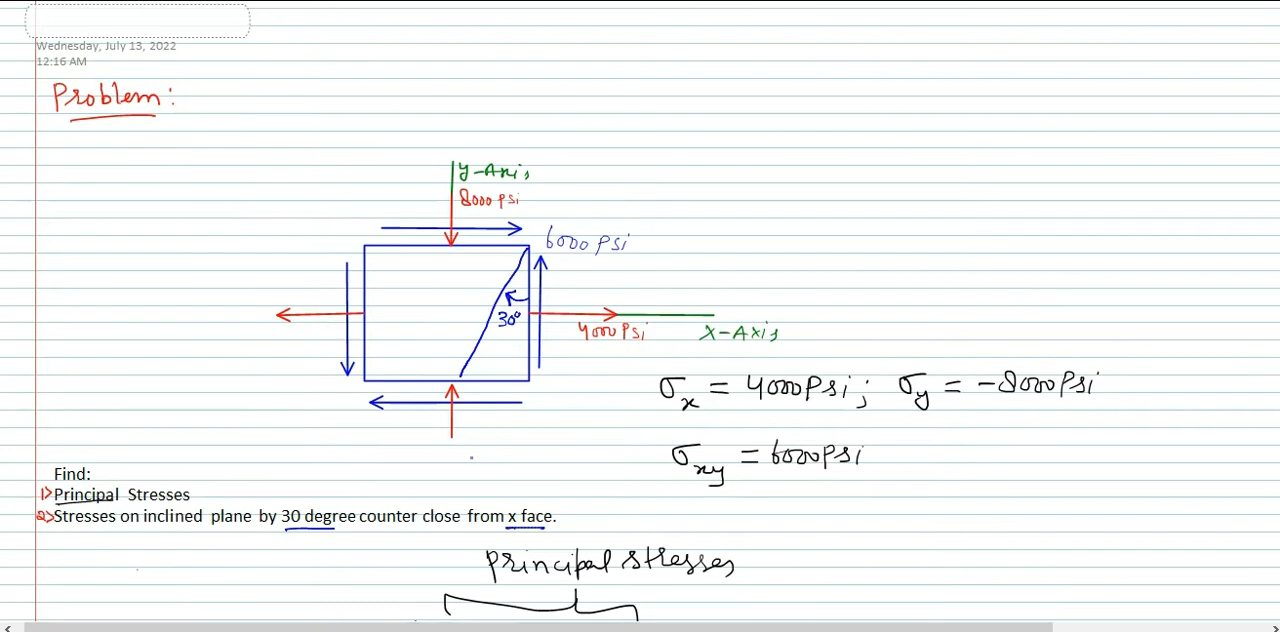 Wednesday, July 13, 2022
12:16 AM
Problem:
y-Axis
8000 PSi
6000 PSi
30°
4000 PSi
X-Axis
σx = 4000 PSi; σy = -8000 PSi
σxy = 6000 PSi
Find:
1> Principal Stresses
2> Stresses on inclined plane by 30 degree counter close from x face.
principal stresses